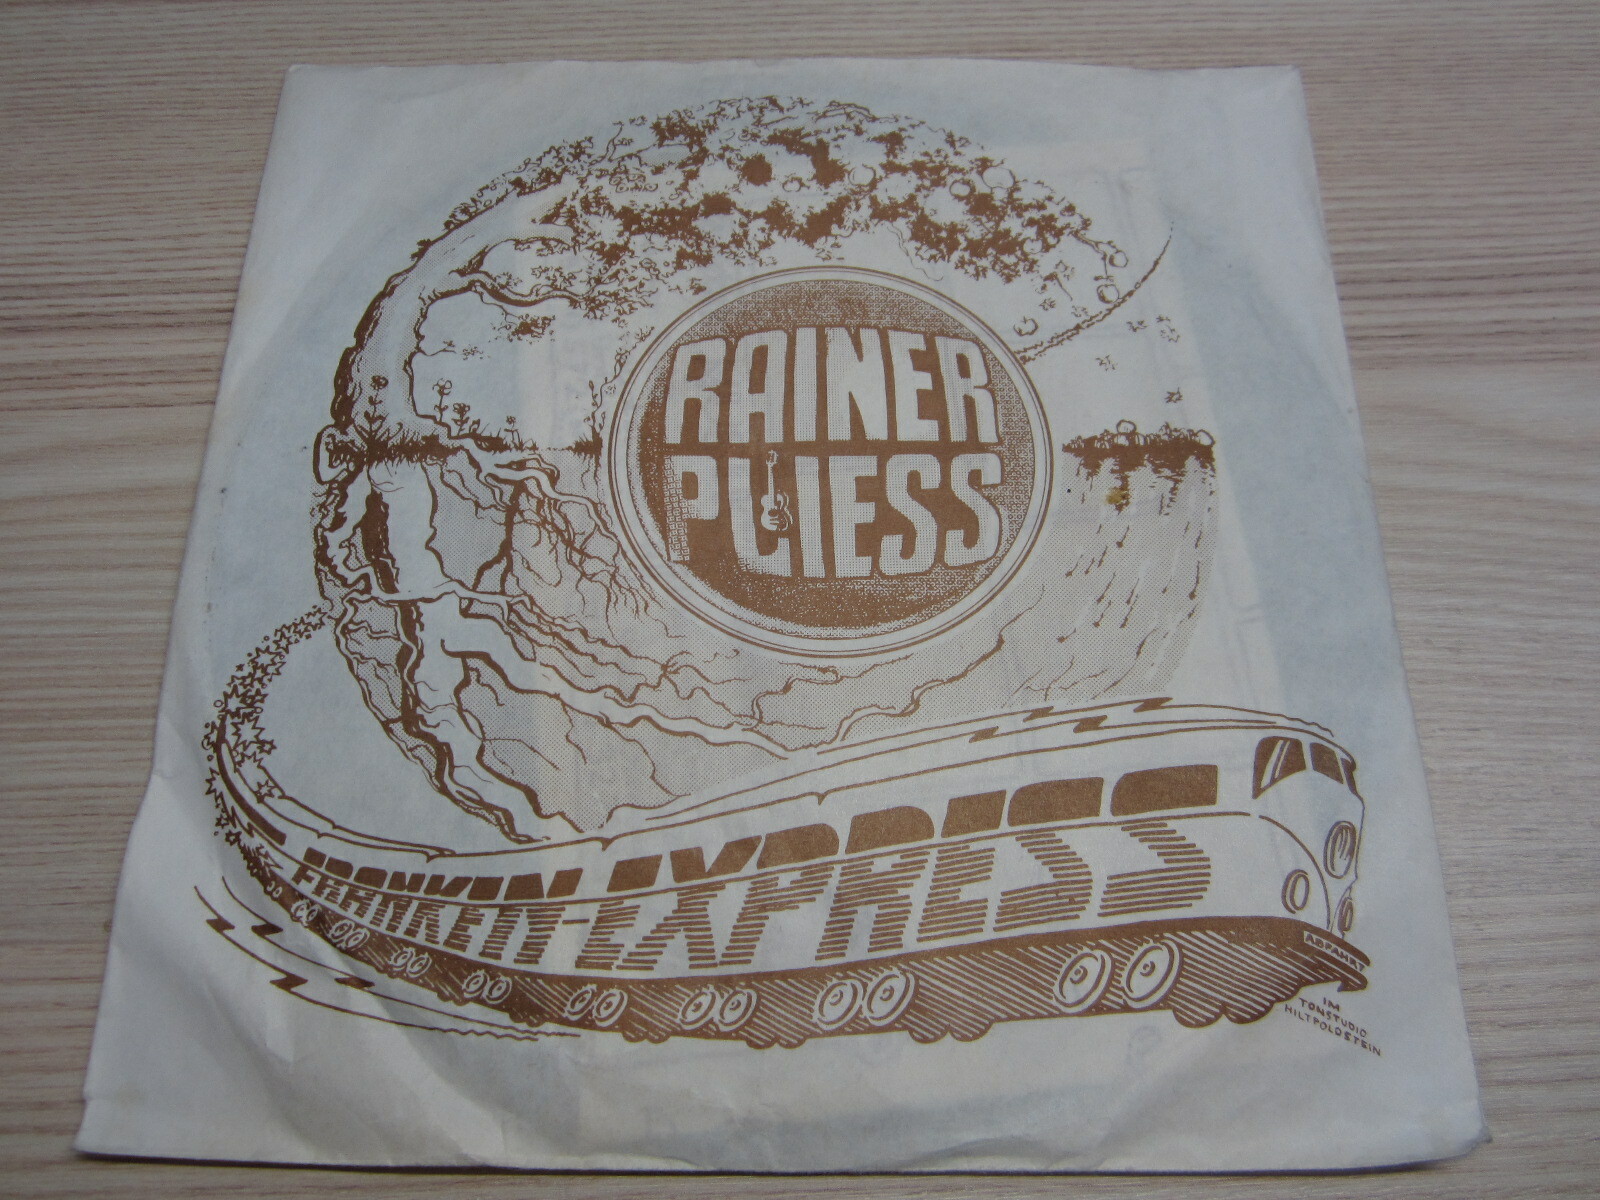 RAINER
PLIESS
FRANKEN-EXPRESS
ABFAHRT
IM
TONSTUDIO
HILTPOLDSTEIN